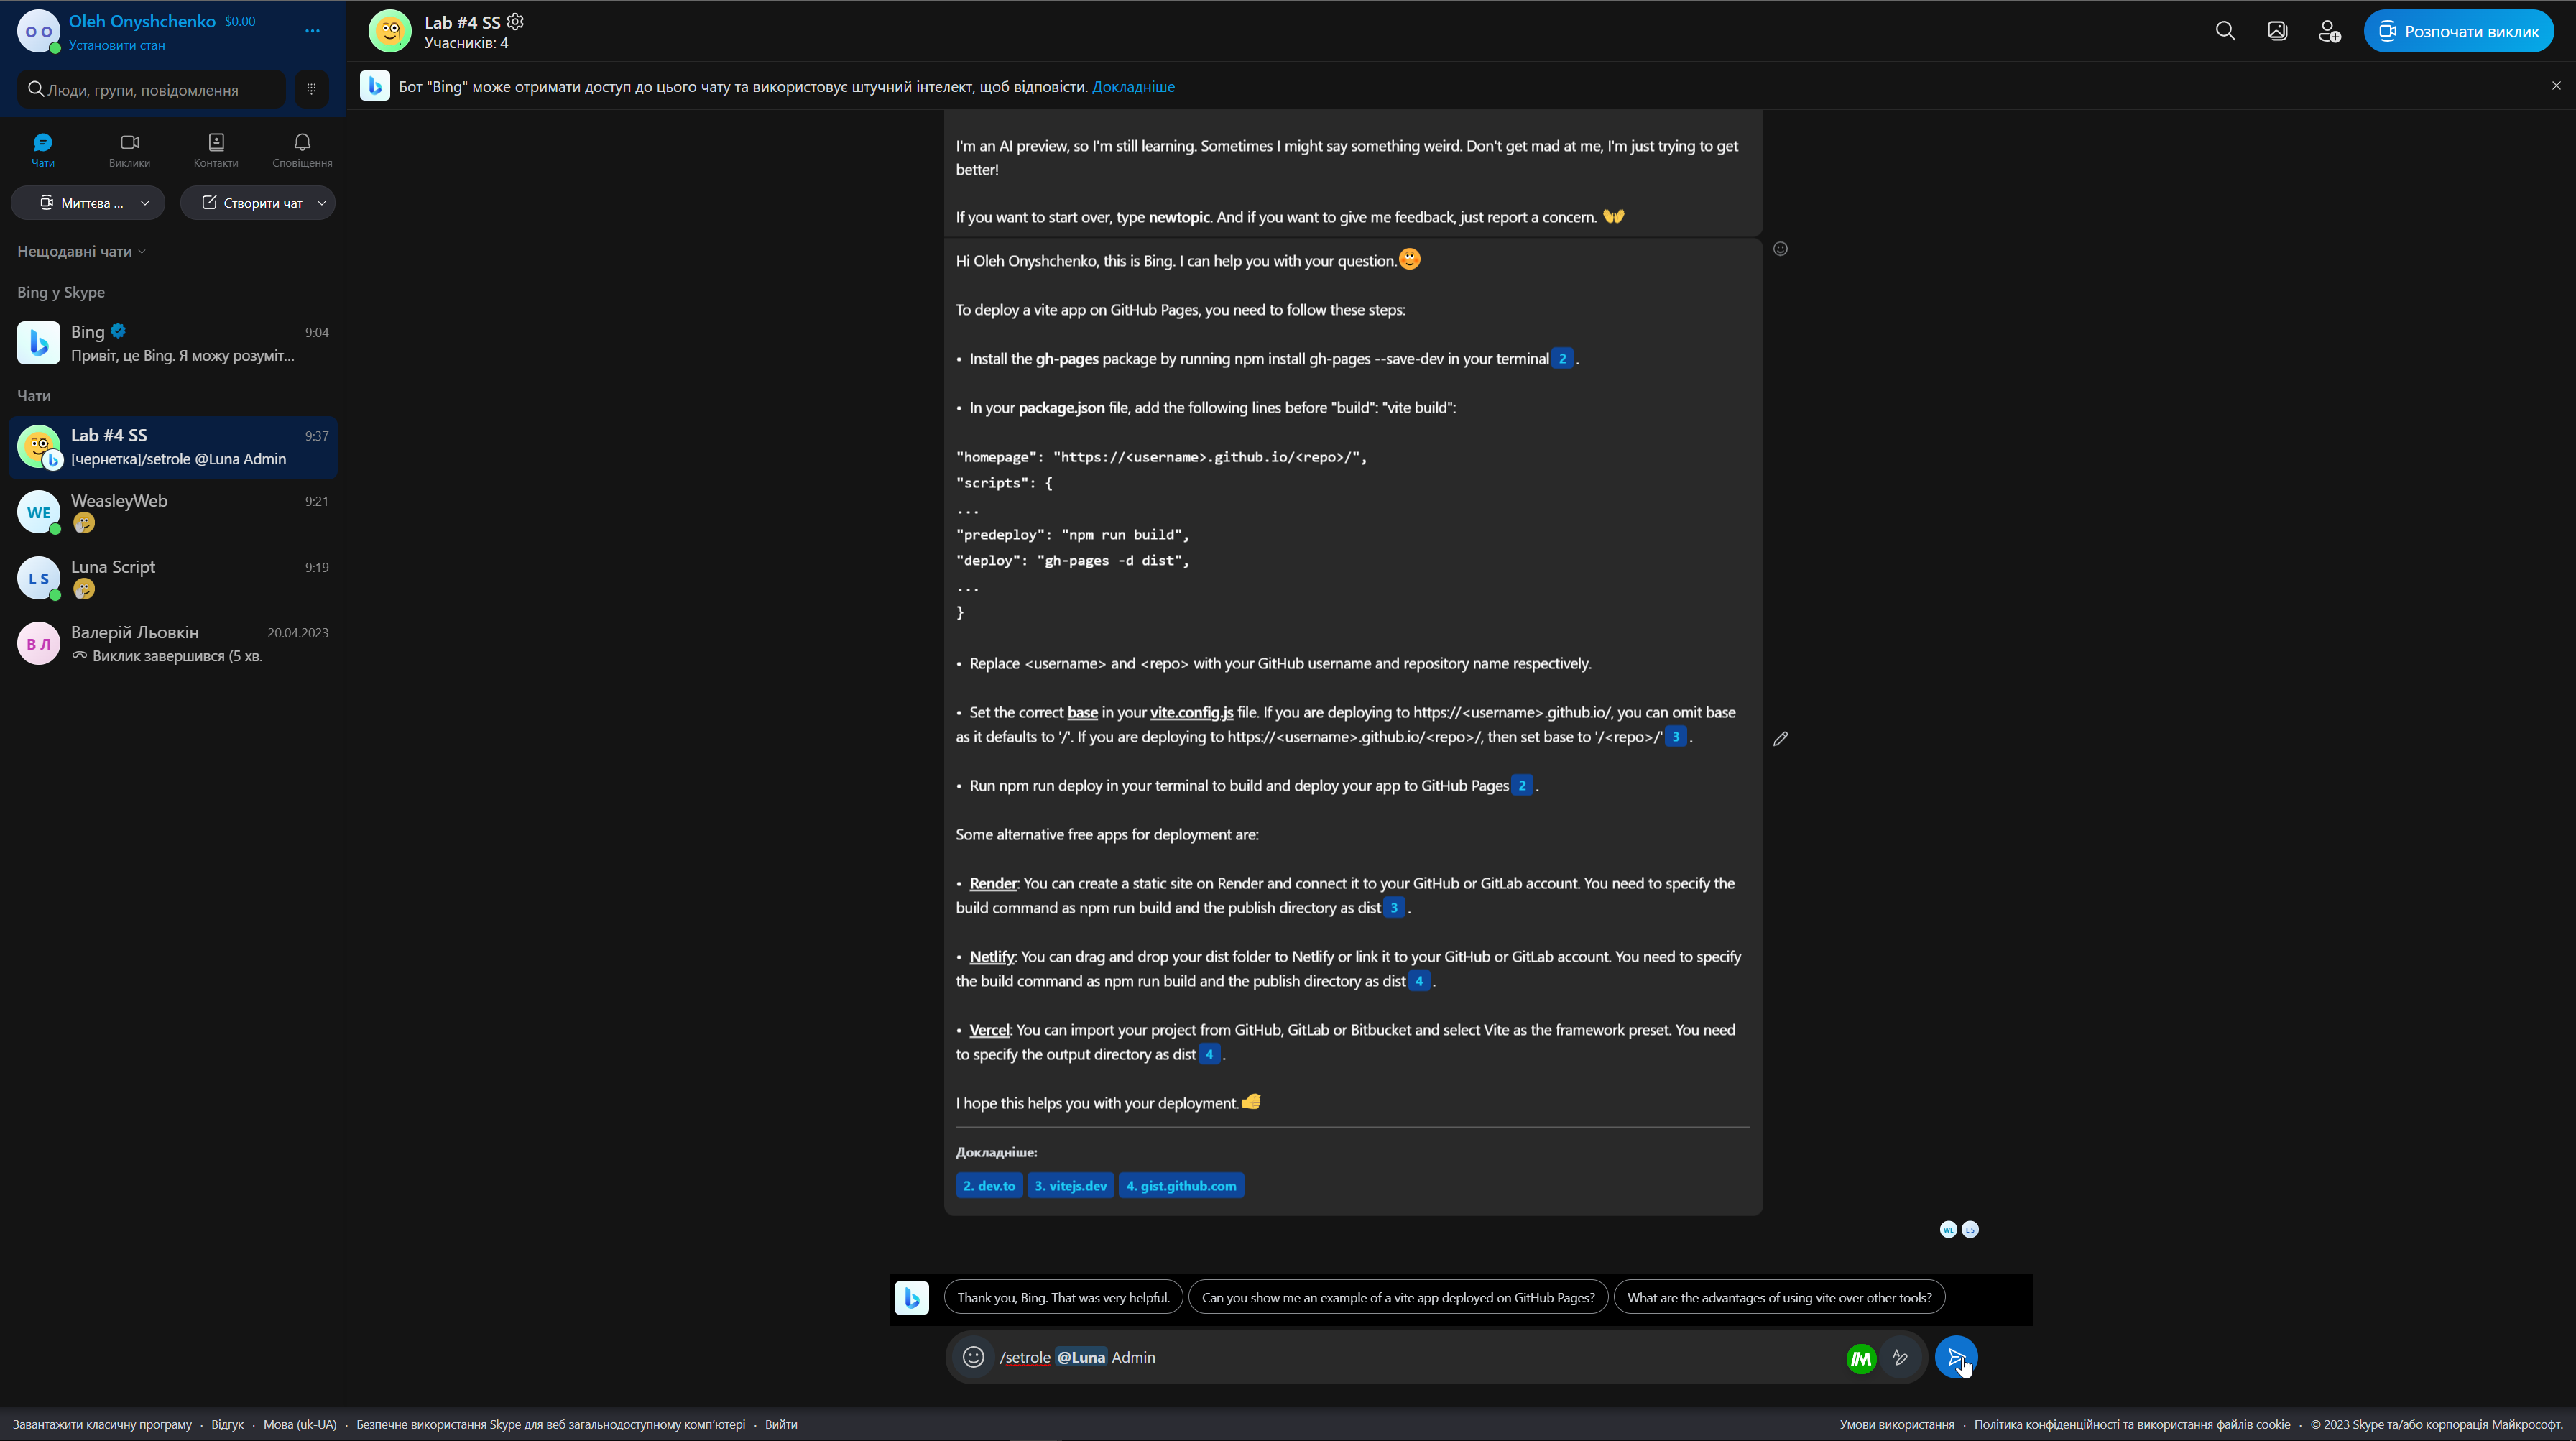 O O
Oleh Onyshchenko $0.00
Установити стан
Люди, групи, повідомлення
Чати
Виклики
Контакти
Сповіщення
Миттєва ...
Створити чат
Нещодавні чати
Bing у Skype
Bing 9:04
Привіт, це Bing. Я можу розуміт...
Чати
Lab #4 SS 9:37
[чернетка]/setrole @Luna Admin
WE
WeasleyWeb 9:21
L S
Luna Script 9:19
В Л
Валерій Льовкін 20.04.2023
Виклик завершився (5 хв.
Lab #4 SS
Учасників: 4
Розпочати виклик
Бот "Bing" може отримати доступ до цього чату та використовує штучний інтелект, щоб відповісти. Докладніше
I'm an AI preview, so I'm still learning. Sometimes I might say something weird. Don't get mad at me, I'm just trying to get
better!
If you want to start over, type newtopic. And if you want to give me feedback, just report a concern.
Hi Oleh Onyshchenko, this is Bing. I can help you with your question.
To deploy a vite app on GitHub Pages, you need to follow these steps:
• Install the gh-pages package by running npm install gh-pages --save-dev in your terminal 2 .
• In your package.json file, add the following lines before "build": "vite build":
"homepage": "https://<username>.github.io/<repo>/",
"scripts": {
...
"predeploy": "npm run build",
"deploy": "gh-pages -d dist",
...
}
• Replace <username> and <repo> with your GitHub username and repository name respectively.
• Set the correct base in your vite.config.js file. If you are deploying to https://<username>.github.io/, you can omit base
as it defaults to '/'. If you are deploying to https://<username>.github.io/<repo>/, then set base to '/<repo>/' 3 .
• Run npm run deploy in your terminal to build and deploy your app to GitHub Pages 2 .
Some alternative free apps for deployment are:
• Render: You can create a static site on Render and connect it to your GitHub or GitLab account. You need to specify the
build command as npm run build and the publish directory as dist 3 .
• Netlify: You can drag and drop your dist folder to Netlify or link it to your GitHub or GitLab account. You need to specify
the build command as npm run build and the publish directory as dist 4 .
• Vercel: You can import your project from GitHub, GitLab or Bitbucket and select Vite as the framework preset. You need
to specify the output directory as dist 4 .
I hope this helps you with your deployment.
Докладніше:
2. dev.to 3. vitejs.dev 4. gist.github.com
WE LS
Thank you, Bing. That was very helpful. Can you show me an example of a vite app deployed on GitHub Pages? What are the advantages of using vite over other tools?
/setrole @Luna Admin
Завантажити класичну програму · Відгук · Мова (uk-UA) · Безпечне використання Skype для веб загальнодоступному комп'ютері · Вийти
Умови використання · Політика конфіденційності та використання файлів cookie · © 2023 Skype та/або корпорація Майкрософт.